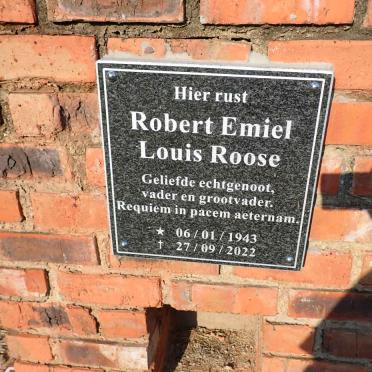 Hier rust
Robert Emiel
Louis Roose
Geliefde echtgenoot,
vader en grootvader.
Requiem in pacem aeternam.
★ 06/01/1943
† 27/09/2022